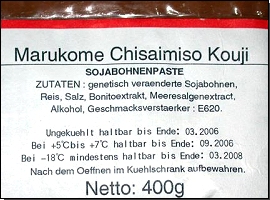 Marukome Chisaimiso Kouji
SOJABOHNENPASTE
ZUTATEN : genetisch veraenderte Sojabohnen,
Reis, Salz, Bonitoextrakt, Meeresalgenextract,
Alkohol, Geschmacksverstaerker : E620.
Ungekuehlt haltbar bis Ende: 03.2006
Bei +5℃bis +7℃ haltbar bis Ende: 09.2006
Bei −18℃ mindestens haltbar bis Ende: 03.2008
Nach dem Oeffnen im Kuehlschrank aufbewahren.
Netto: 400g